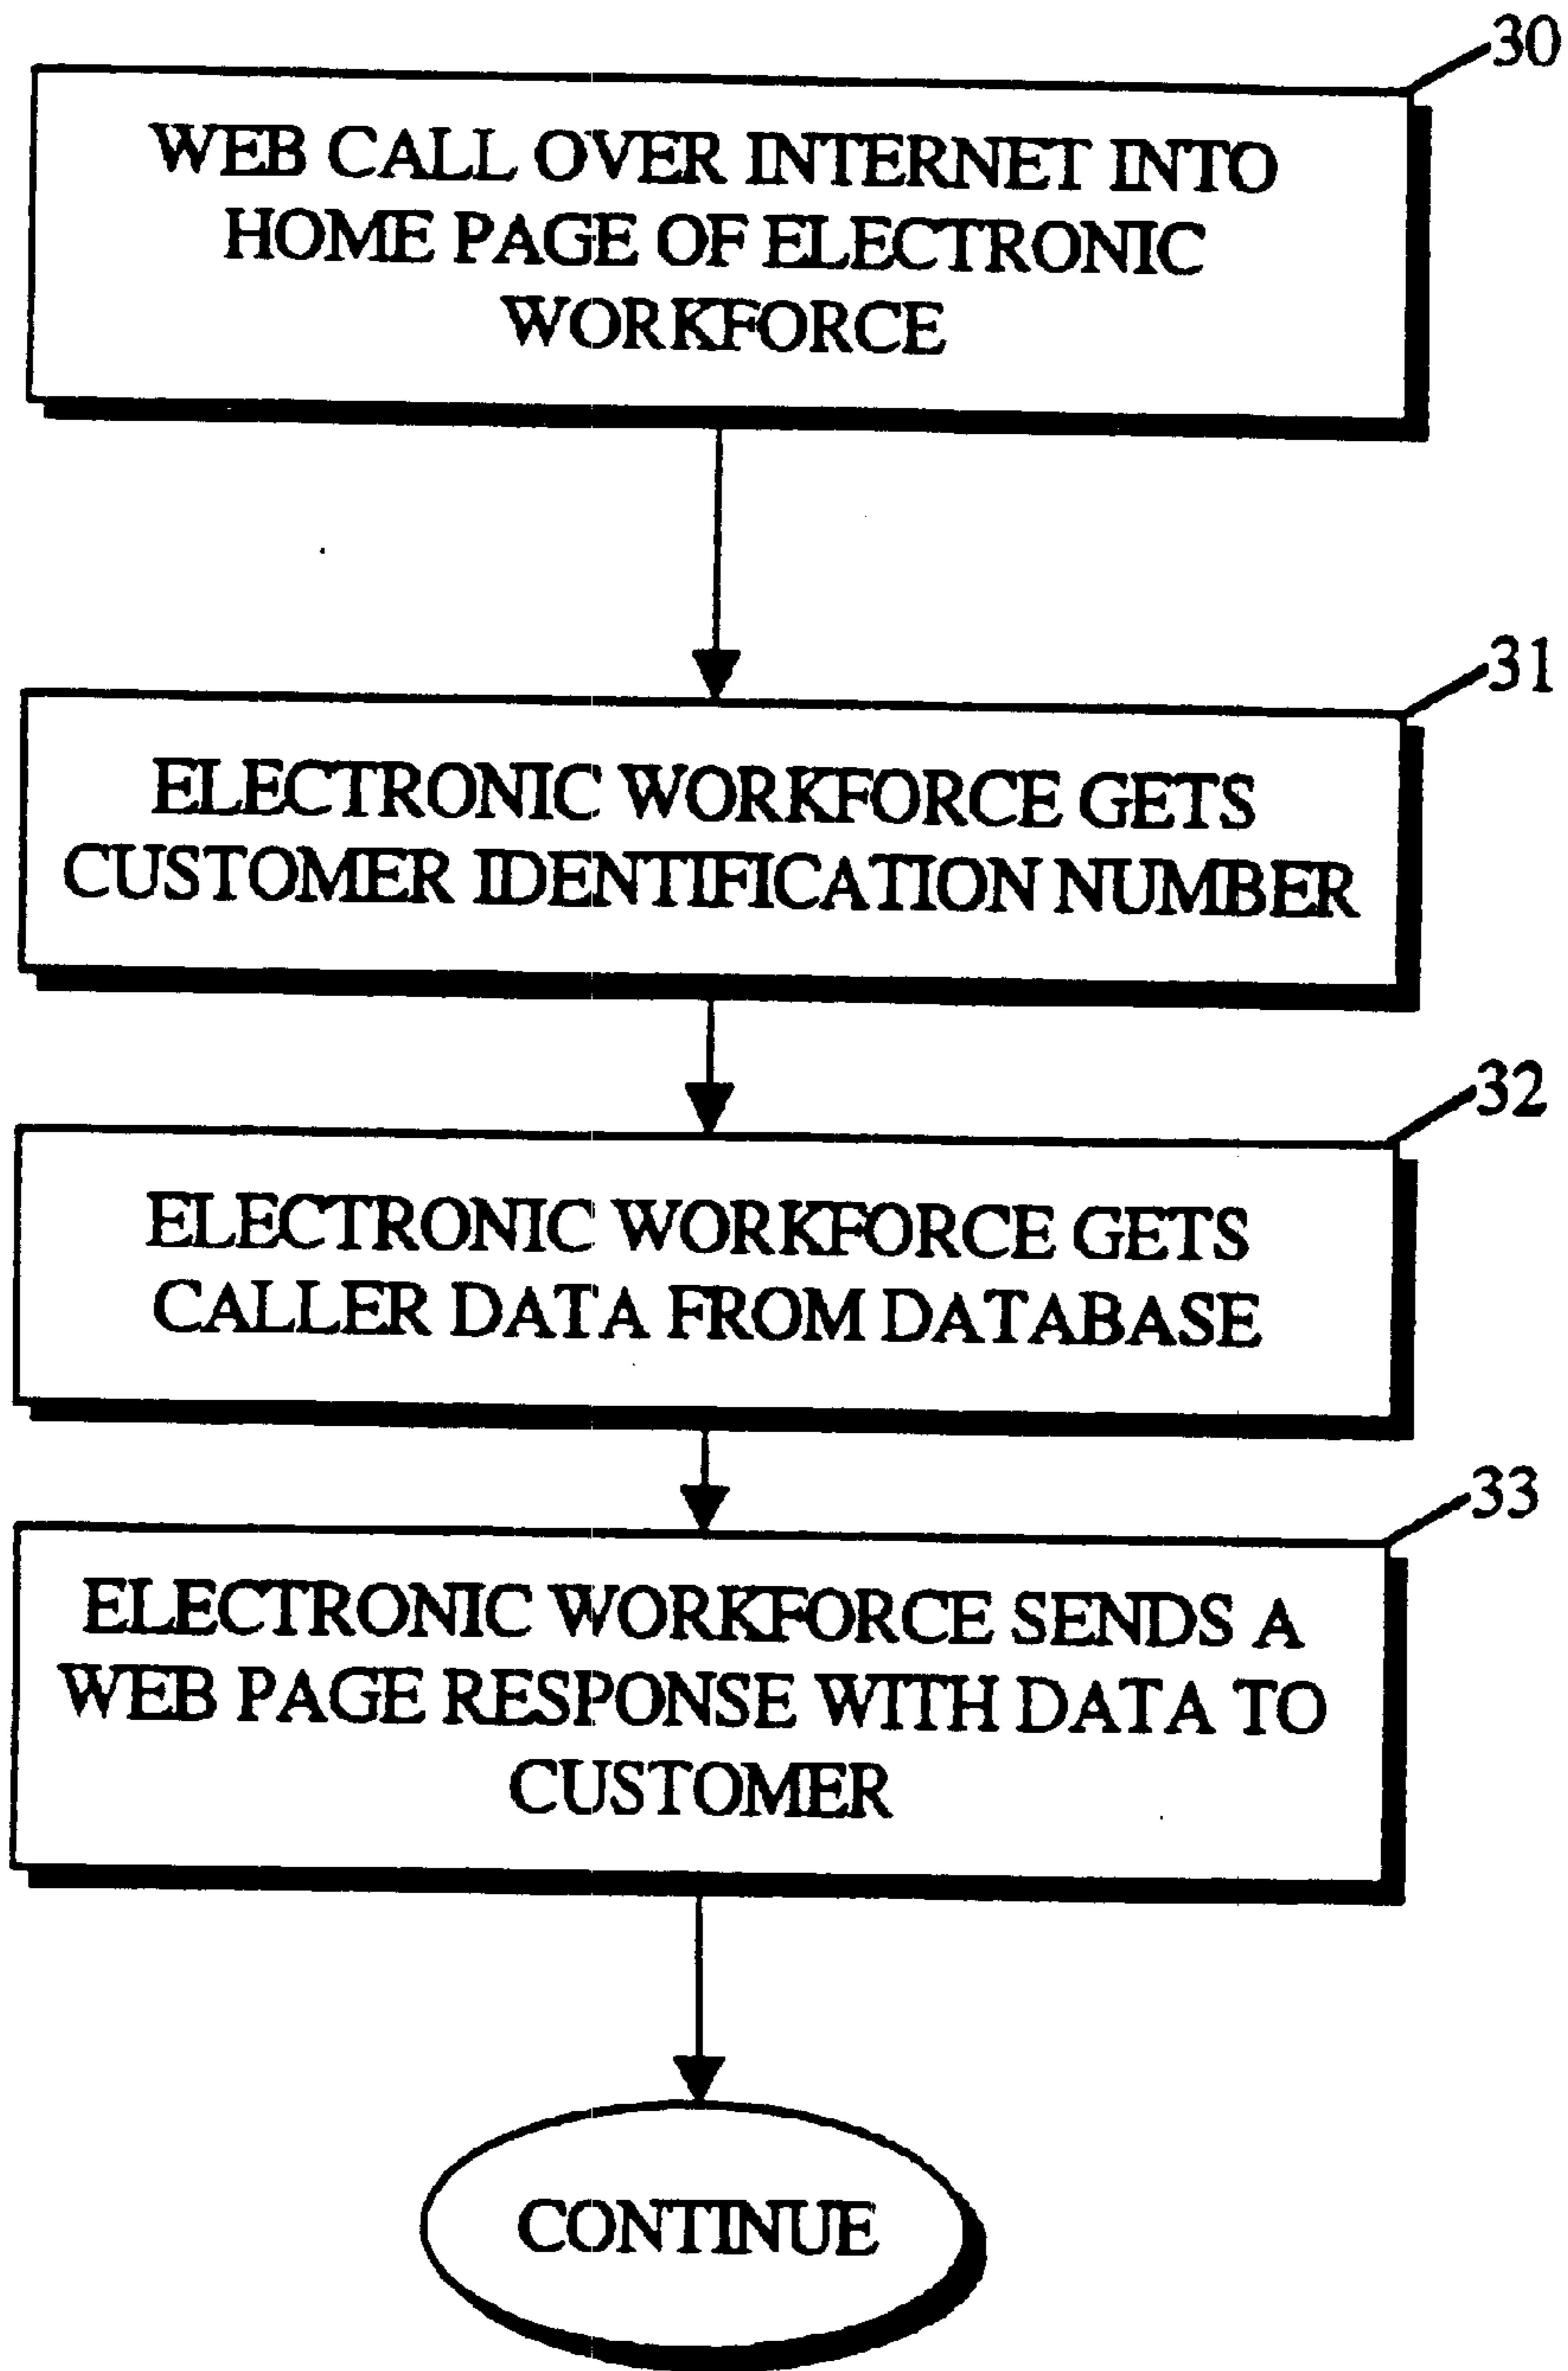 30
WEB CALL OVER INTERNET INTO
HOME PAGE OF ELECTRONIC
WORKFORCE
31
ELECTRONIC WORKFORCE GETS
CUSTOMER IDENTIFICATION NUMBER
32
ELECTRONIC WORKFORCE GETS
CALLER DATA FROM DATABASE
33
ELECTRONIC WORKFORCE SENDS A
WEB PAGE RESPONSE WITH DATA TO
CUSTOMER
CONTINUE